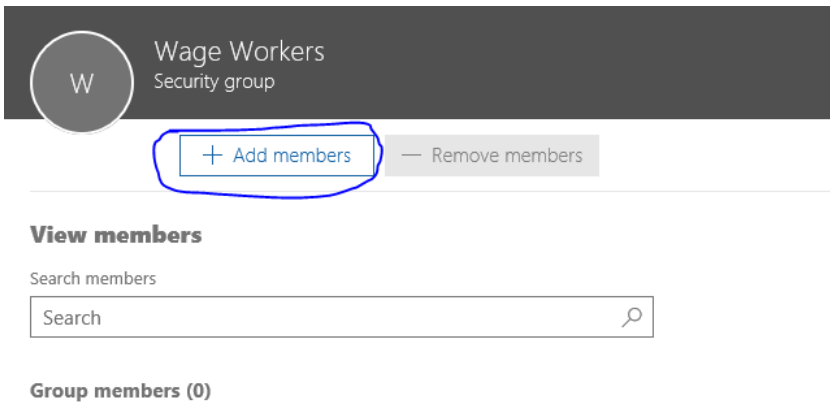 W
Wage Workers
Security group
+ Add members
— Remove members
View members
Search members
Search
Group members (0)